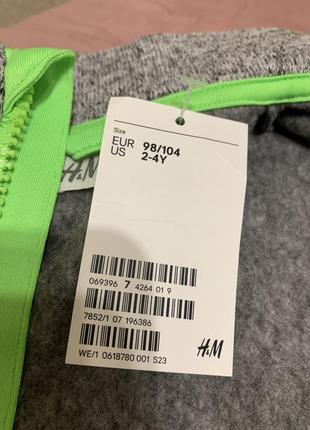 H&M
Size
EUR 98/104
US 2-4Y
069396 7 4264 01 9
7852/1 07 196386
WE/1 0618780 001 S23
H&M